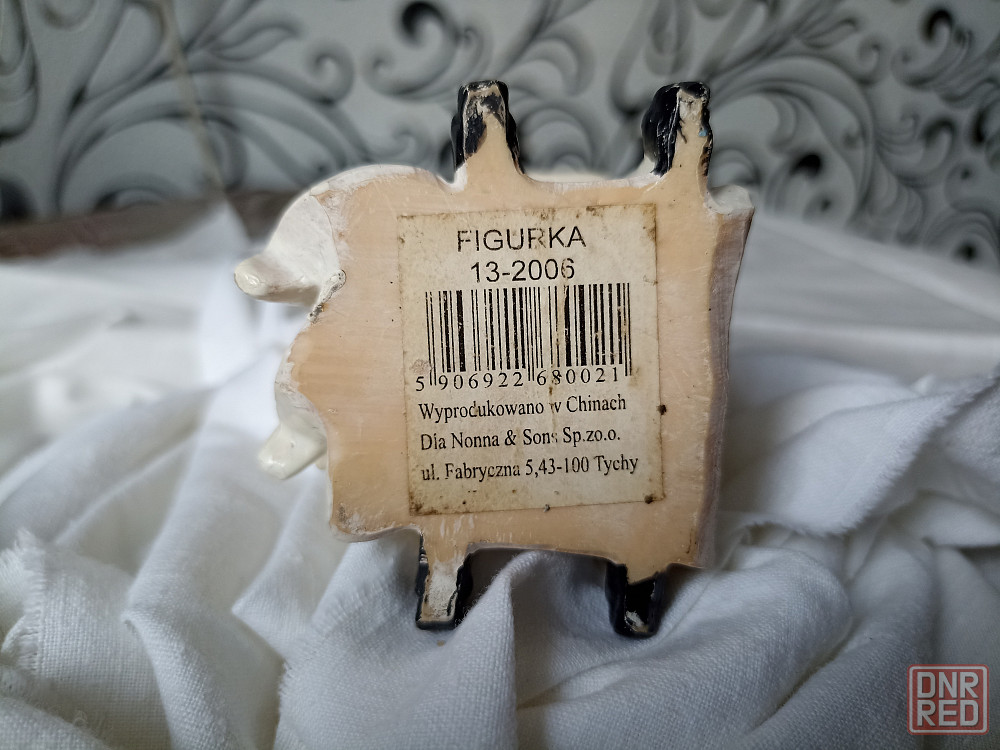 FIGURKA
13-2006
5 906922 680021
Wyprodukowano w Chinach
Dia Nonna & Sons Sp.zo.o.
ul. Fabryczna 5,43-100 Tychy
DNR
RED